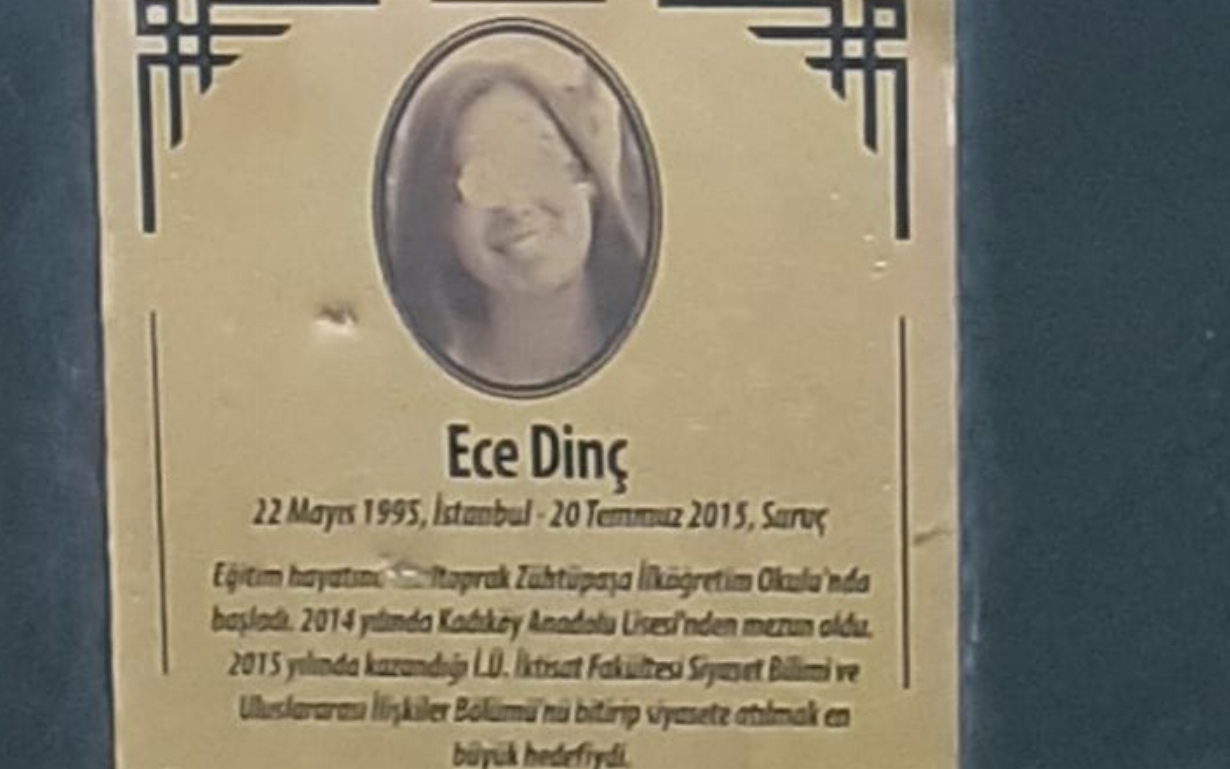 Ece Dinç
22 Mayıs 1995, İstanbul - 20 Temmuz 2015, Suruç
Eğitim hayatına Zühtüpaşa İlköğretim Okulu'nda
başladı. 2014 yılında Kadıköy Anadolu Lisesi'nden mezun oldu.
2015 yılında kazandığı İ.Ü. İktisat Fakültesi Siyaset Bilimi ve
Uluslararası İlişkiler Bölümü'nü bitirip siyasete atılmak en
büyük hedefiydi.